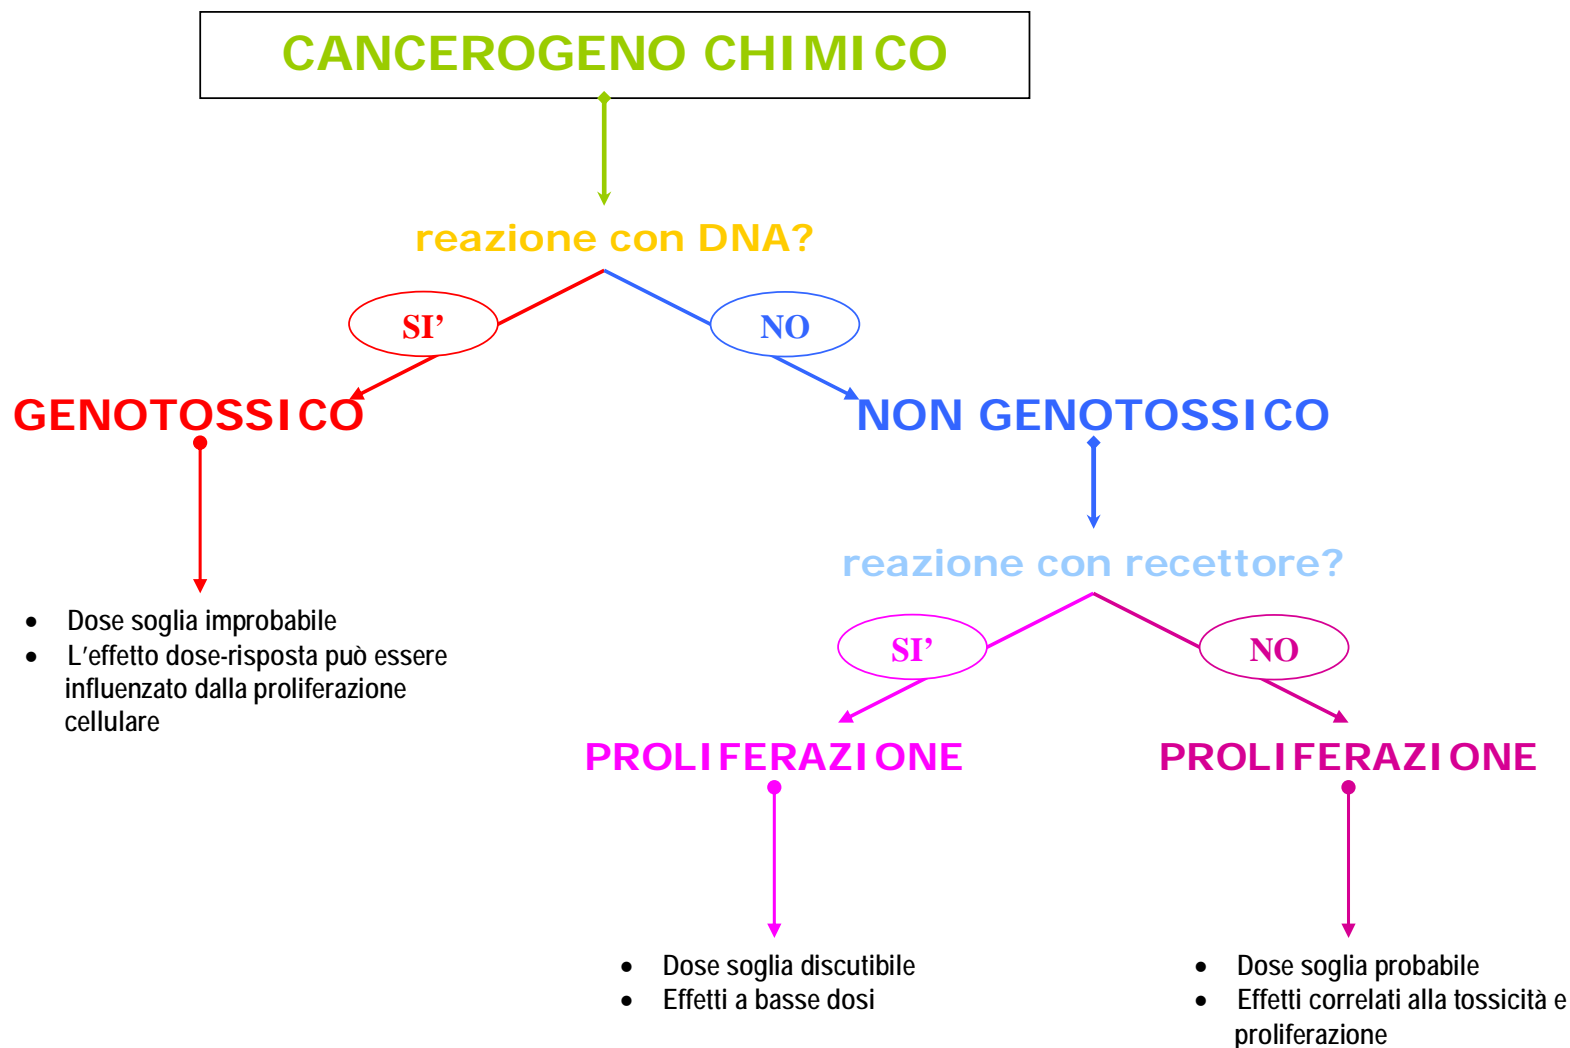 CANCEROGENO CHIMICO
reazione con DNA?
SI’
NO
GENOTOSSICO
NON GENOTOSSICO
• Dose soglia improbabile
• L’effetto dose-risposta può essere
influenzato dalla proliferazione
cellulare
reazione con recettore?
SI’
NO
PROLIFERAZIONE
PROLIFERAZIONE
• Dose soglia discutibile
• Effetti a basse dosi
• Dose soglia probabile
• Effetti correlati alla tossicità e
proliferazione